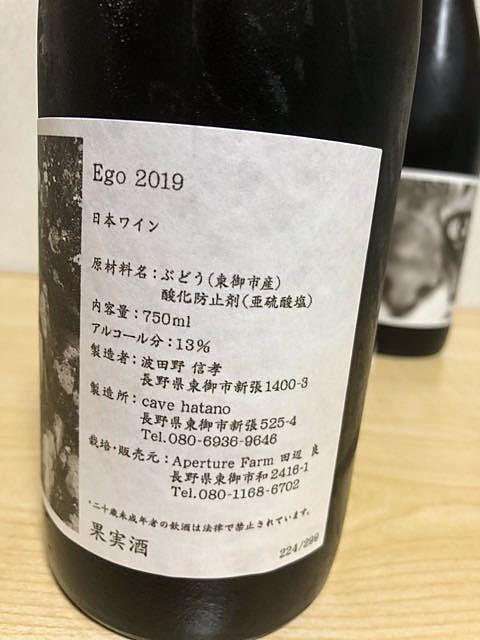 Ego 2019
日本ワイン
原材料名：ぶどう(東御市産)
酸化防止剤(亜硫酸塩)
内容量：750ml
アルコール分：13%
製造者：波田野 信孝
長野県東御市新張1400-3
製造所：cave hatano
長野県東御市新張525-4
Tel.080-6936-9646
栽培・販売元：Aperture Farm 田辺 良
長野県東御市和2416-1
Tel.080-1168-6702
・二十歳未成年者の飲酒は法律で禁止されています。
果実酒
224/299